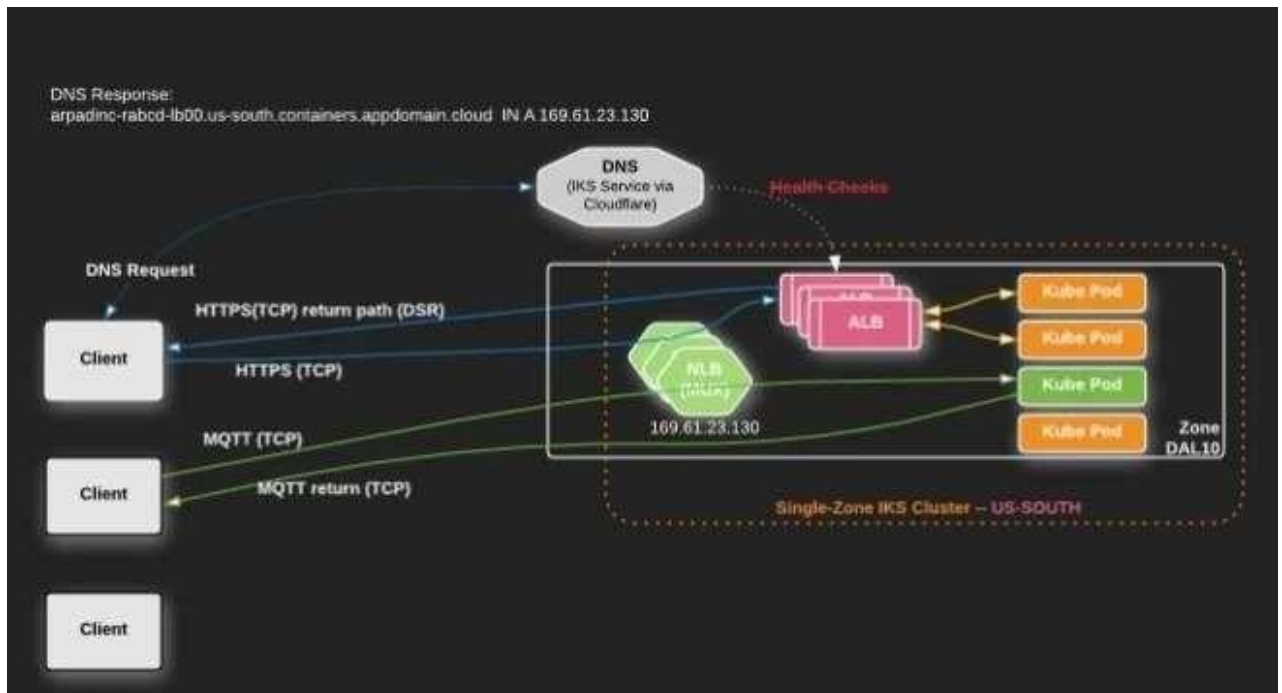 DNS Response:
arpadinc-rabcd-lb00.us-south.containers.appdomain.cloud IN A 169.61.23.130
DNS
(IKS Service via
Cloudflare)
Health Checks
DNS Request
HTTPS(TCP) return path (DSR)
Client
HTTPS (TCP)
ALB
ALB
Kube Pod
Kube Pod
Kube Pod
Kube Pod
NLB
(MUX)
169.61.23.130
Zone
DAL10
MQTT (TCP)
Client
MQTT return (TCP)
Single-Zone IKS Cluster -- US-SOUTH
Client